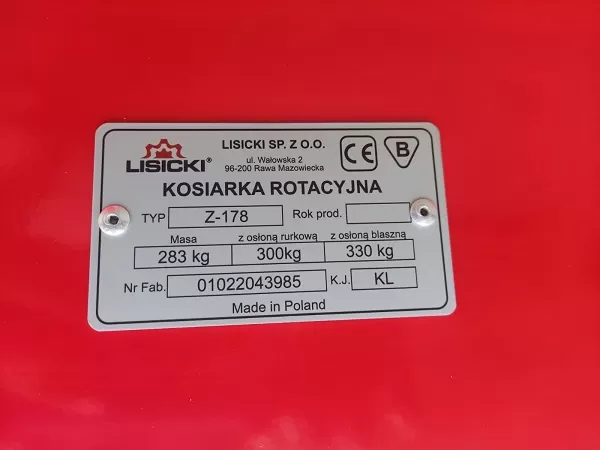 LISICKI®
LISICKI SP. Z O.O.
ul. Wałowska 2
96-200 Rawa Mazowiecka
CE
B
KOSIARKA ROTACYJNA
TYP Z-178 Rok prod.
Masa z osłoną rurkową z osłoną blaszną
283 kg 300kg 330 kg
Nr Fab. 01022043985 K.J. KL
Made in Poland